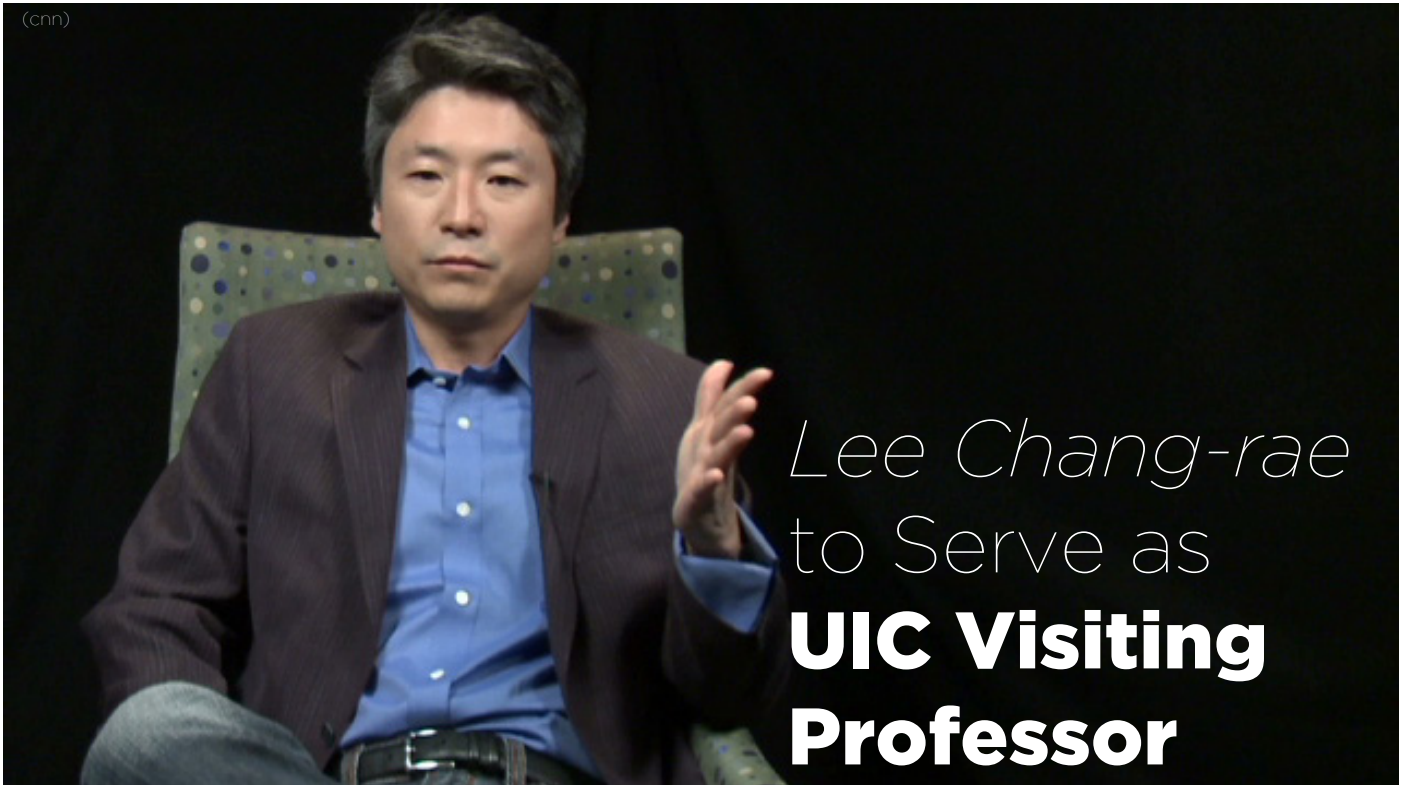 (cnn)
Lee Chang-rae
to Serve as
UIC Visiting
Professor